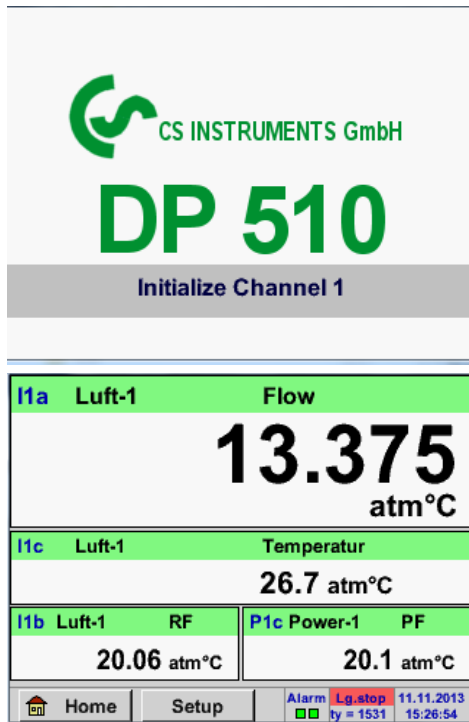 CS INSTRUMENTS GmbH
DP 510
Initialize Channel 1
I1a Luft-1 Flow
13.375
atm°C
I1c Luft-1 Temperatur
26.7 atm°C
I1b Luft-1 RF P1c Power-1 PF
20.06 atm°C 20.1 atm°C
Home Setup Alarm Lg.stop 11.11.2013
ty = 1531 15:26:54